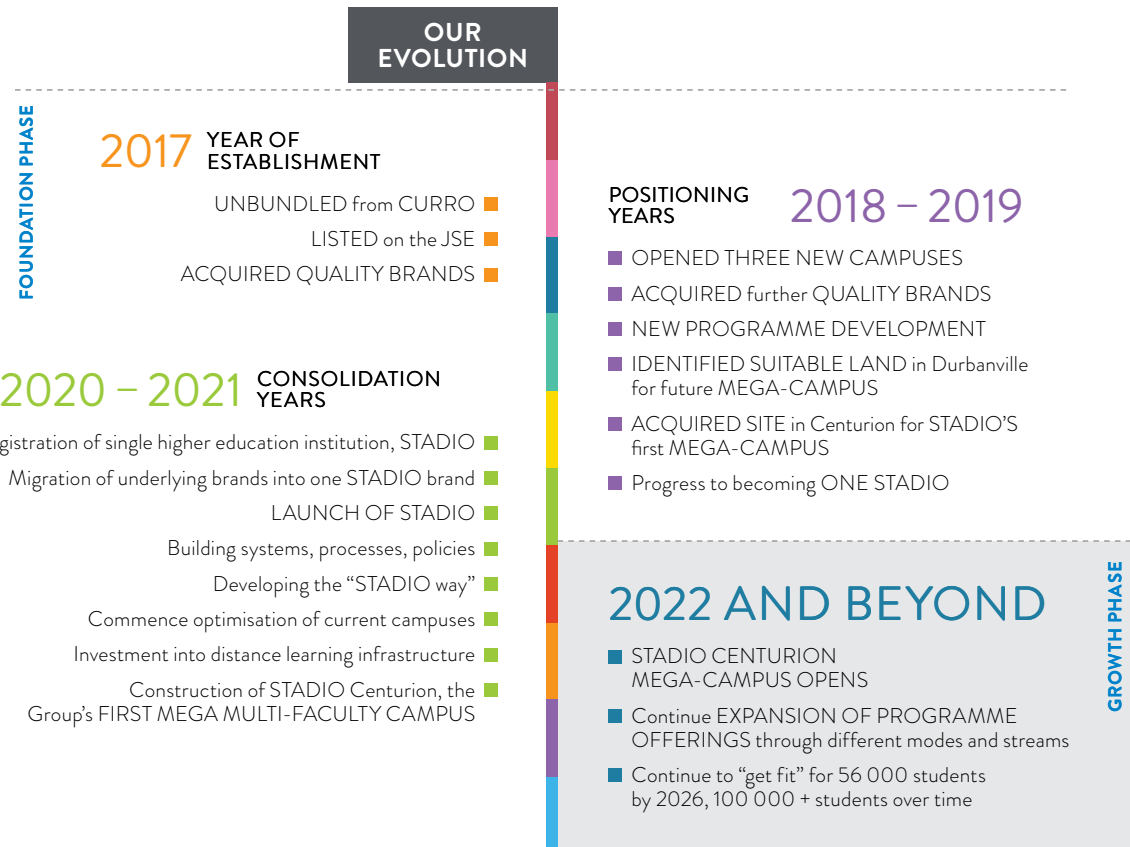 OUR
EVOLUTION
FOUNDATION PHASE
2017 YEAR OF
ESTABLISHMENT
UNBUNDLED from CURRO
LISTED on the JSE
ACQUIRED QUALITY BRANDS
POSITIONING
YEARS
2018 – 2019
OPENED THREE NEW CAMPUSES
ACQUIRED further QUALITY BRANDS
NEW PROGRAMME DEVELOPMENT
IDENTIFIED SUITABLE LAND in Durbanville
for future MEGA-CAMPUS
ACQUIRED SITE in Centurion for STADIO’S
first MEGA-CAMPUS
Progress to becoming ONE STADIO
2020 – 2021 CONSOLIDATION
YEARS
gistration of single higher education institution, STADIO
Migration of underlying brands into one STADIO brand
LAUNCH OF STADIO
Building systems, processes, policies
Developing the “STADIO way”
Commence optimisation of current campuses
Investment into distance learning infrastructure
Construction of STADIO Centurion, the
Group’s FIRST MEGA MULTI-FACULTY CAMPUS
GROWTH PHASE
2022 AND BEYOND
STADIO CENTURION
MEGA-CAMPUS OPENS
Continue EXPANSION OF PROGRAMME
OFFERINGS through different modes and streams
Continue to “get fit” for 56 000 students
by 2026, 100 000 + students over time